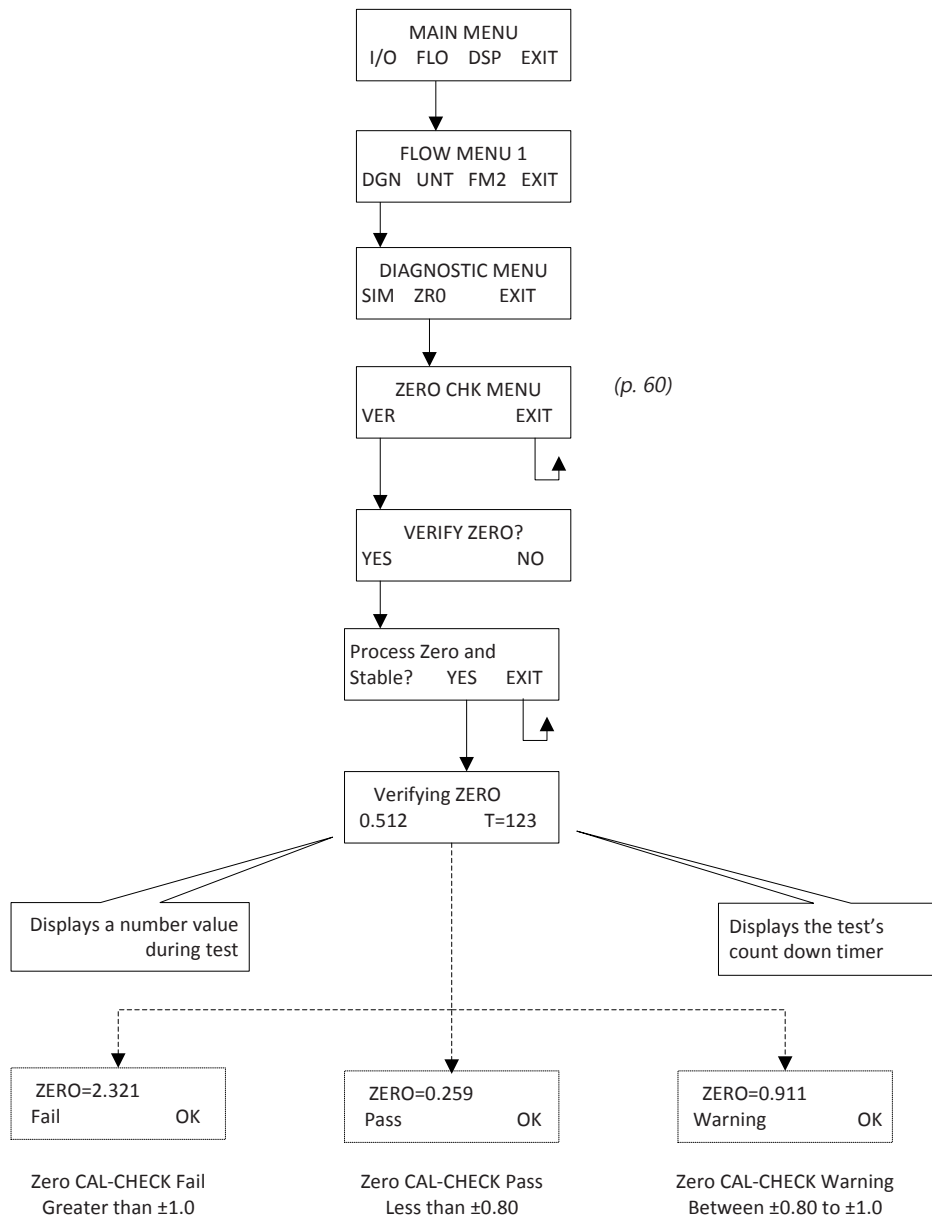 MAIN MENU
I/O FLO DSP EXIT
FLOW MENU 1
DGN UNT FM2 EXIT
DIAGNOSTIC MENU
SIM ZR0 EXIT
ZERO CHK MENU
VER EXIT
(p. 60)
VERIFY ZERO?
YES NO
Process Zero and
Stable? YES EXIT
Verifying ZERO
0.512 T=123
Displays a number value
during test
Displays the test’s
count down timer
ZERO=2.321
Fail OK
Zero CAL-CHECK Fail
Greater than ±1.0
ZERO=0.259
Pass OK
Zero CAL-CHECK Pass
Less than ±0.80
ZERO=0.911
Warning OK
Zero CAL-CHECK Warning
Between ±0.80 to ±1.0